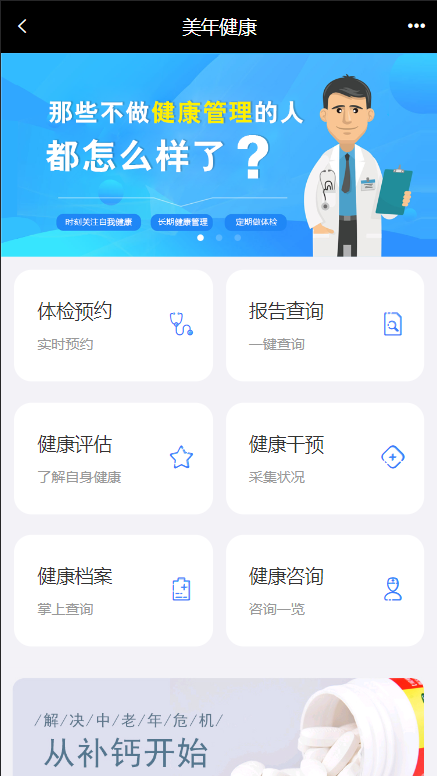 美年健康
那些不做健康管理的人
都怎么样了?
时刻关注自我健康 长期健康管理 定期做体检
体检预约
实时预约
报告查询
一键查询
健康评估
了解自身健康
健康干预
采集状况
健康档案
掌上查询
健康咨询
咨询一览
/解/决/中/老/年/危/机/
从补钙开始